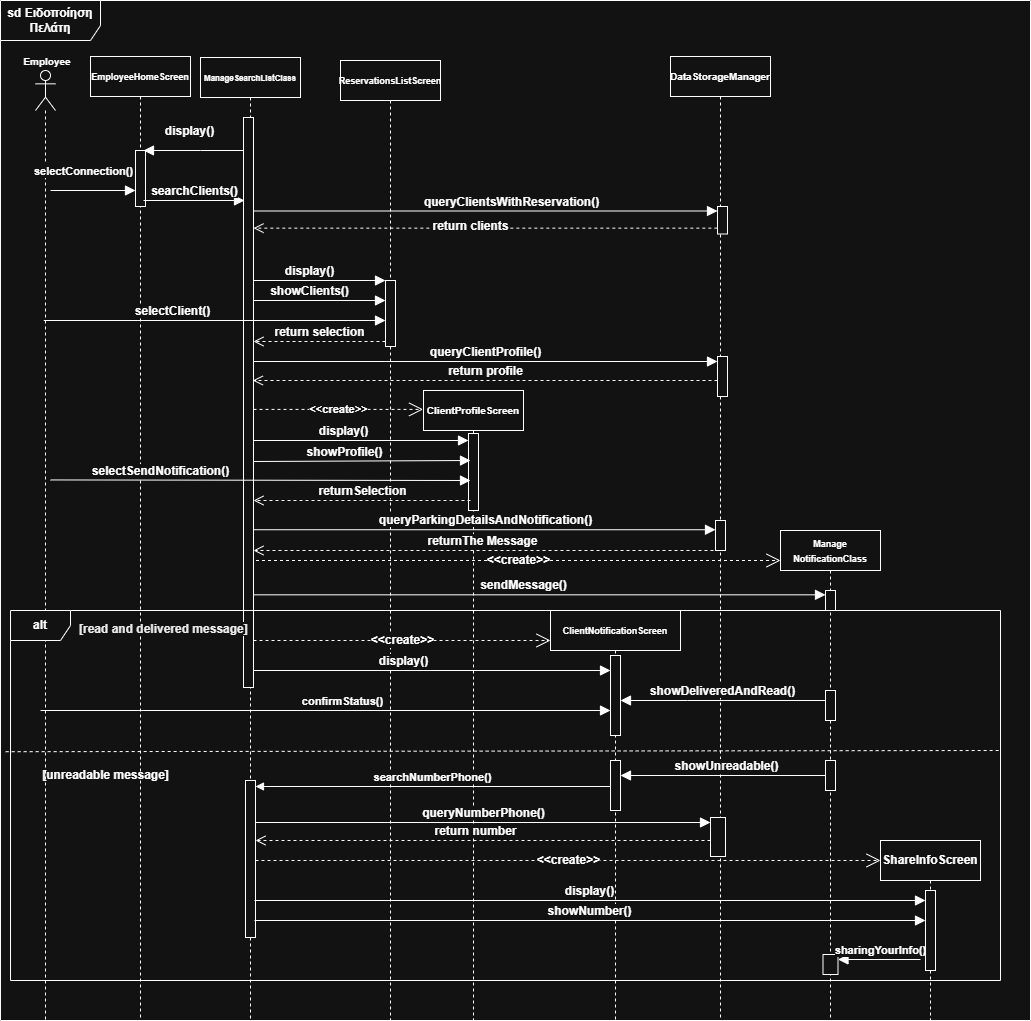 sd Ειδοποίηση
Πελάτη
Employee
EmployeeHomeScreen
ManageSearchListClass
ReservationsListScreen
DataStorageManager
display()
selectConnection()
searchClients()
queryClientsWithReservation()
return clients
display()
showClients()
selectClient()
return selection
queryClientProfile()
return profile
<<create>>
ClientProfileScreen
display()
showProfile()
selectSendNotification()
returnSelection
queryParkingDetailsAndNotification()
returnThe Message
<<create>>
Manage
NotificationClass
sendMessage()
alt
[read and delivered message]
<<create>>
ClientNotificationScreen
display()
showDeliveredAndRead()
confirmStatus()
[unreadable message]
showUnreadable()
searchNumberPhone()
queryNumberPhone()
return number
<<create>>
ShareInfoScreen
display()
showNumber()
sharingYourInfo()